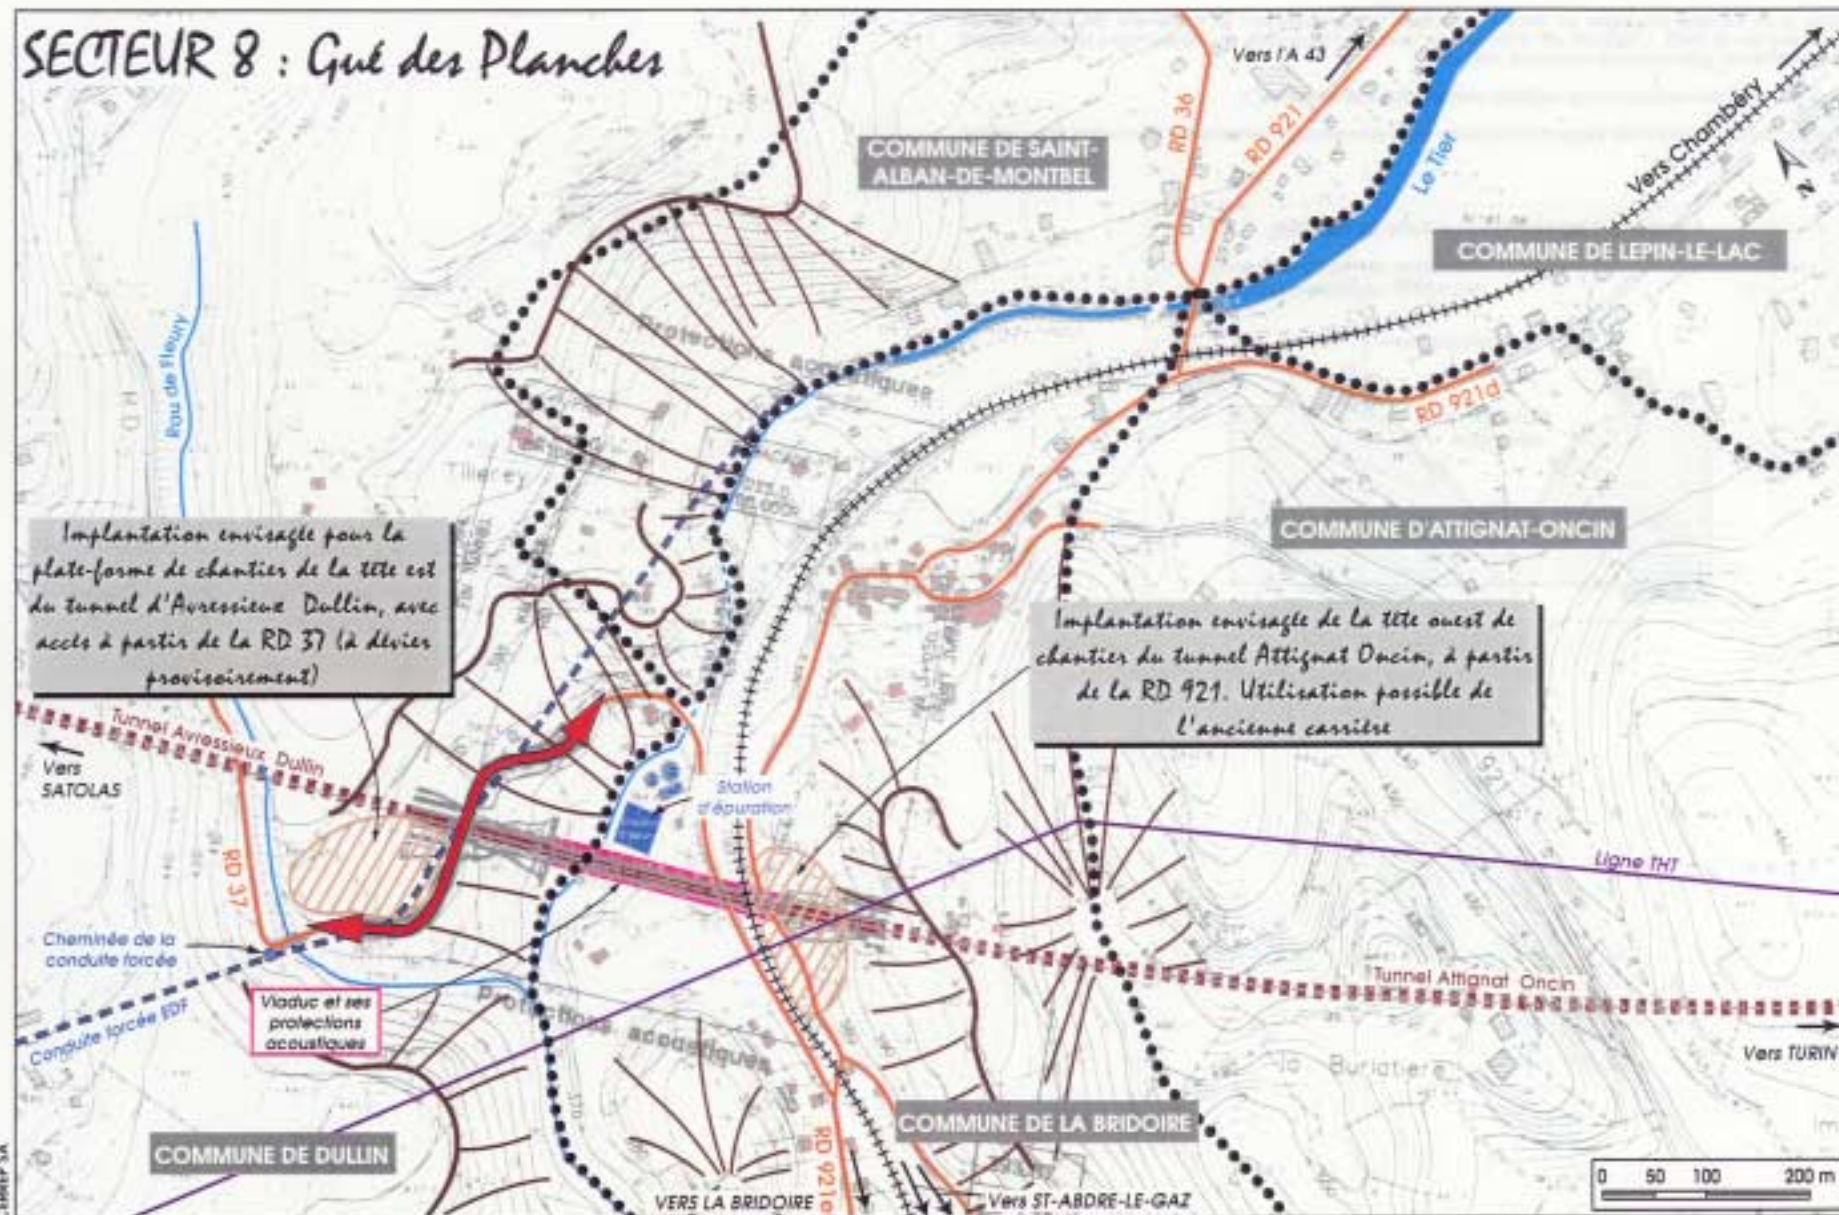 SECTEUR 8 : Gué des Planches
Vers l'A 43
RD 36
RD 921
Le Tier
Vers Chambéry
N
COMMUNE DE SAINT-
ALBAN-DE-MONTBEL
COMMUNE DE LEPIN-LE-LAC
Rau de Fleury
Protections acoustiques
RD 921d
Tillerey
COMMUNE D'ATTIGNAT-ONCIN
Implantation envisagée pour la
plate-forme de chantier de la tête est
du tunnel d'Avressieux Dullin, avec
accès à partir de la RD 37 (à dévier
provisoirement)
Implantation envisagée de la tête ouest de
chantier du tunnel Attignat Oncin, à partir
de la RD 921. Utilisation possible de
l'ancienne carrière
Tunnel Avressieux Dullin
Vers
SATOLAS
Station
d'épuration
RD 37
Ligne THT
Cheminée de la
conduite forcée
Conduite forcée EDF
Viaduc et ses
protections
acoustiques
Protections acoustiques
Tunnel Attignat Oncin
Vers TURIN
la Burlatière
COMMUNE DE DULLIN
COMMUNE DE LA BRIDOIRE
RD 921d
VERS LA BRIDOIRE
Vers ST-ABDRE-LE-GAZ
0 50 100 200 m